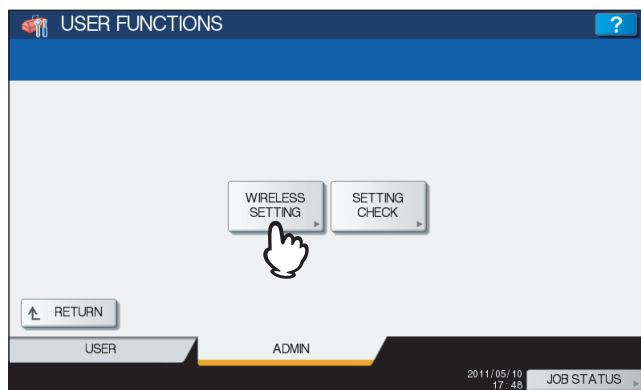 USER FUNCTIONS
?
WIRELESS
SETTING
SETTING
CHECK
RETURN
USER
ADMIN
2011/05/10
17:48
JOB STATUS